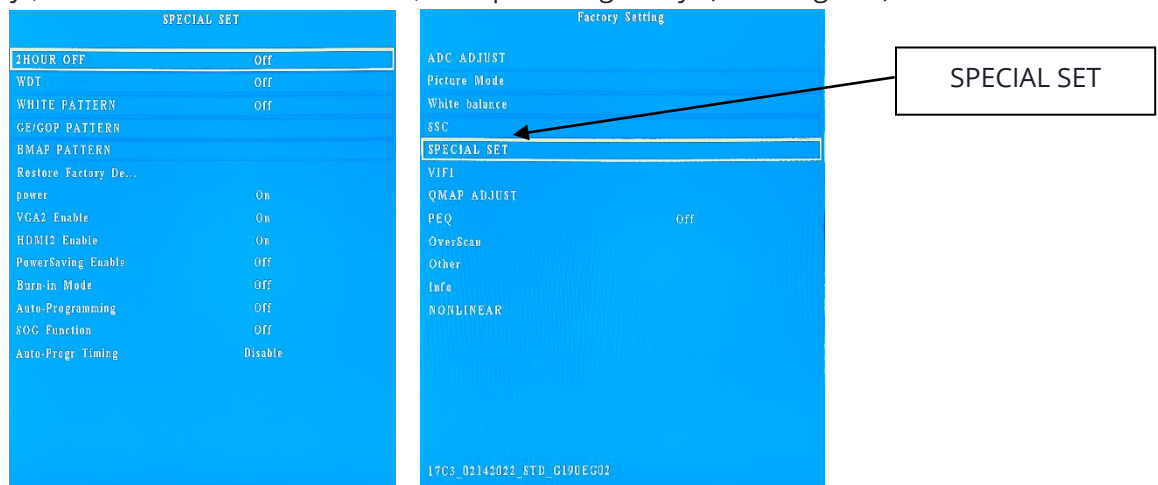 SPECIAL SET
2HOUR OFF Off
WDT Off
WHITE PATTERN Off
GE/GOP PATTERN
BMAP PATTERN
Restore Factory De...
power On
VGA2 Enable On
HDMI2 Enable On
PowerSaving Enable Off
Burn-in Mode Off
Auto-Programming Off
SOG Function Off
Auto-Progr Timing Disable
Factory Setting
ADC ADJUST
Picture Mode
White balance
SSC
SPECIAL SET
VIFI
QMAP ADJUST
PEQ Off
OverScan
Other
Info
NONLINEAR
17C3_02142022_STD_G190EG02
SPECIAL SET